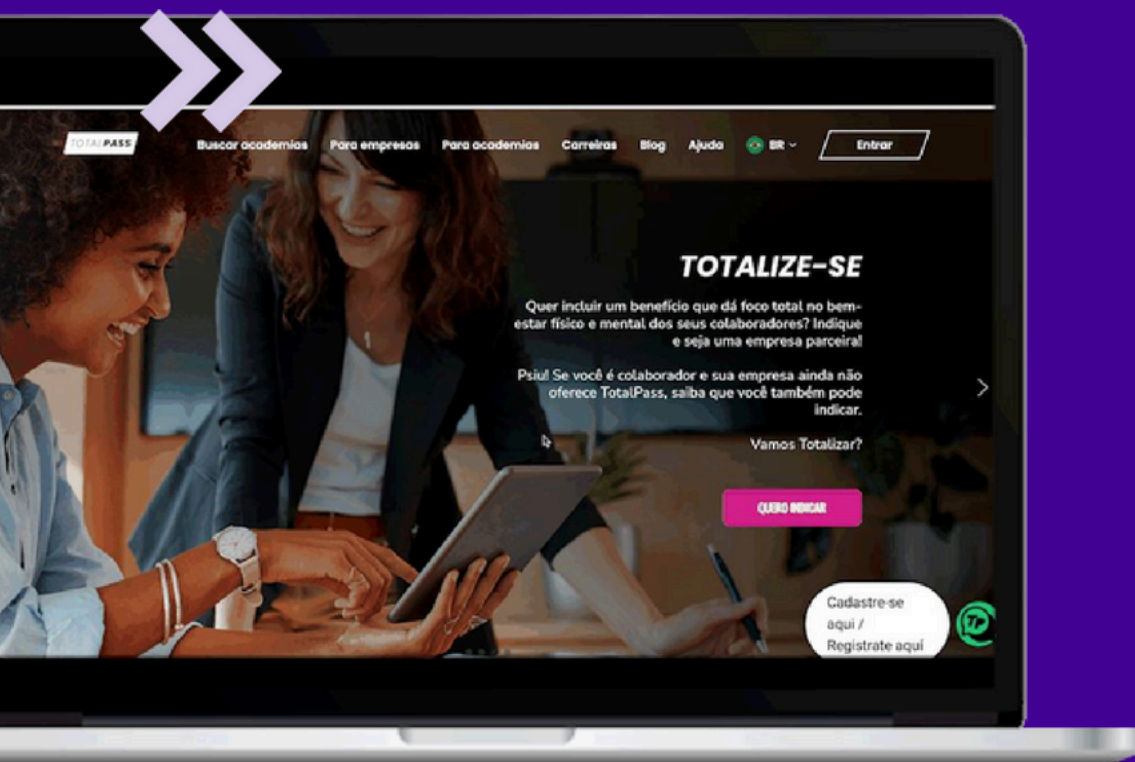 TOTALPASS
Buscar academias Para empresas Para academias Carreiras Blog Ajuda BR Entrar
TOTALIZE-SE
Quer incluir um benefício que dá foco total no bem-
estar físico e mental dos seus colaboradores? Indique
e seja uma empresa parceira!
Psiu! Se você é colaborador e sua empresa ainda não
oferece TotalPass, saiba que você também pode
indicar.
Vamos Totalizar?
QUERO INDICAR
Cadastre-se
aqui /
Registrate aquí
TP